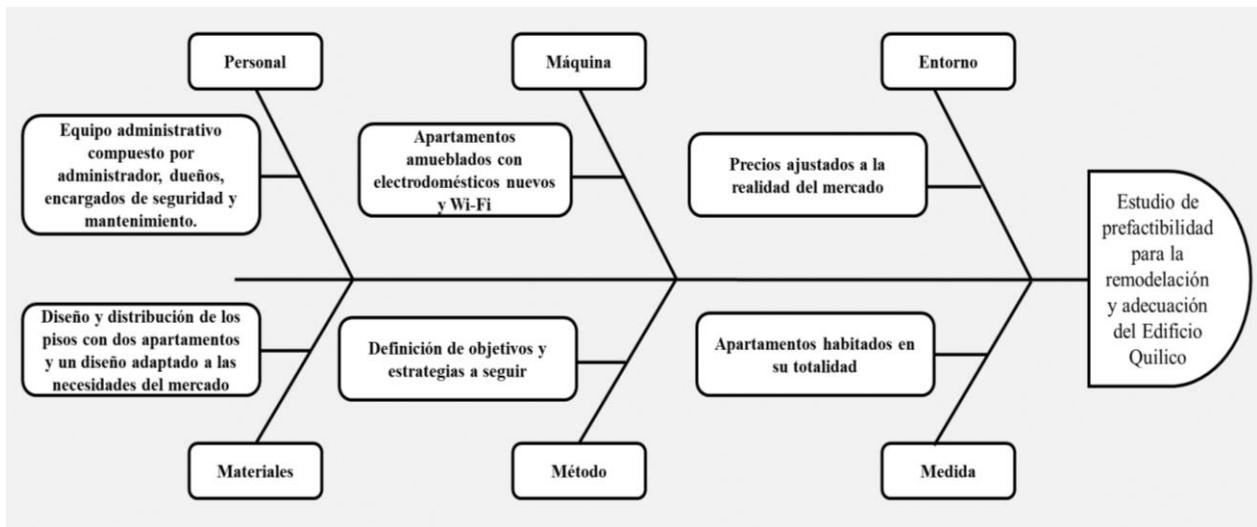 Personal
Máquina
Entorno
Equipo administrativo
compuesto por
administrador, dueños,
encargados de seguridad y
mantenimiento.
Apartamentos
amueblados con
electrodomésticos nuevos
y Wi-Fi
Precios ajustados a la
realidad del mercado
Estudio de
prefactibilidad
para la
remodelación
y adecuación
del Edificio
Quilico
Diseño y distribución de los
pisos con dos apartamentos
y un diseño adaptado a las
necesidades del mercado
Definición de objetivos y
estrategias a seguir
Apartamentos habitados en
su totalidad
Materiales
Método
Medida